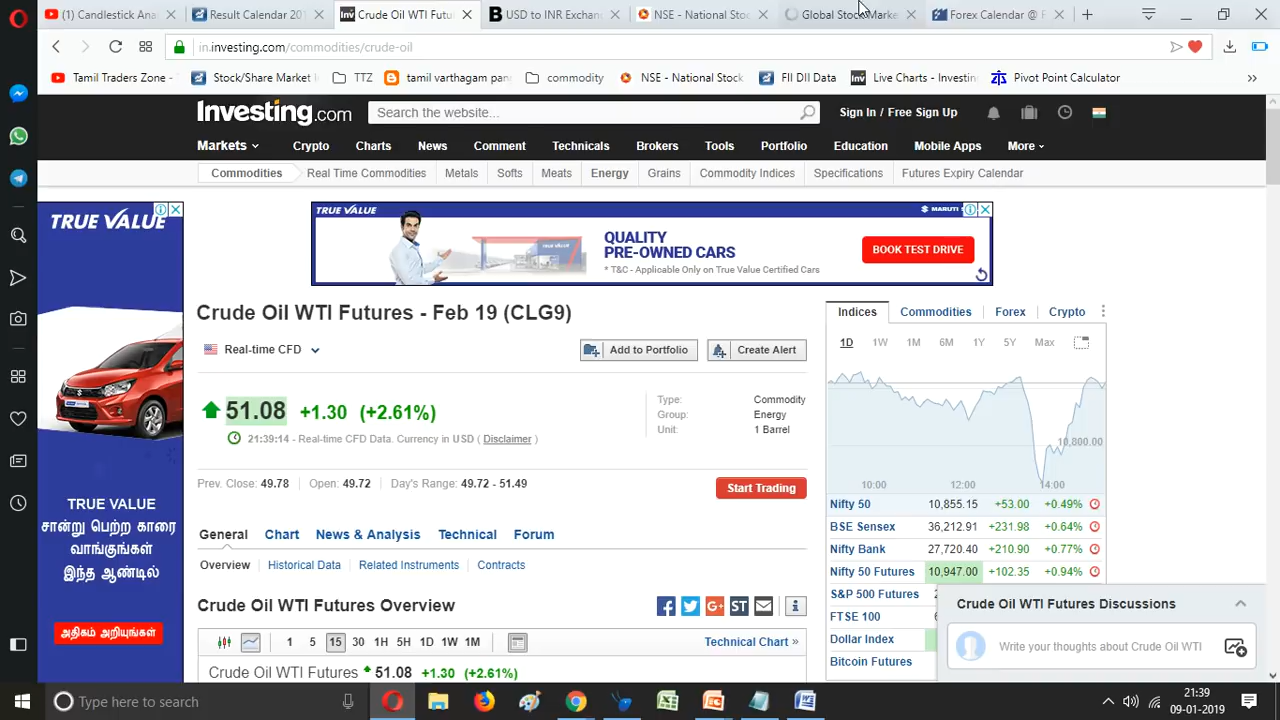 (1) Candlestick Ana
Result Calendar 201
Crude Oil WTI Futu
USD to INR Exchan
NSE - National Stoc
Global Stock Marke
Forex Calendar @ F
in.investing.com/commodities/crude-oil
Tamil Traders Zone -
Stock/Share Market I
TTZ
tamil varthagam pan
commodity
NSE - National Stock
FII DII Data
Live Charts - Investin
Pivot Point Calculator
Investing.com
Search the website...
Sign In / Free Sign Up
Markets
Crypto
Charts
News
Comment
Technicals
Brokers
Tools
Portfolio
Education
Mobile Apps
More
Commodities
Real Time Commodities
Metals
Softs
Meats
Energy
Grains
Commodity Indices
Specifications
Futures Expiry Calendar
TRUE VALUE
TRUE VALUE
QUALITY
PRE-OWNED CARS
* T&C - Applicable Only on True Value Certified Cars
BOOK TEST DRIVE
Crude Oil WTI Futures - Feb 19 (CLG9)
Real-time CFD
Add to Portfolio
Create Alert
51.08 +1.30 (+2.61%)
21:39:14 - Real-time CFD Data. Currency in USD (Disclaimer )
Type: Commodity
Group: Energy
Unit: 1 Barrel
Prev. Close: 49.78 Open: 49.72 Day's Range: 49.72 - 51.49
Start Trading
General Chart News & Analysis Technical Forum
Overview Historical Data Related Instruments Contracts
Crude Oil WTI Futures Overview
1 5 15 30 1H 5H 1D 1W 1M
Technical Chart »
Crude Oil WTI Futures 51.08 +1.30 (+2.61%)
TRUE VALUE
சான்று பெற்ற காரை
வாங்குங்கள்
இந்த ஆண்டில்
அதிகம் அறியுங்கள்
Indices Commodities Forex Crypto
1D 1W 1M 6M 1Y 5Y Max
10,800.00
10:00 12:00 14:00
Nifty 50 10,855.15 +53.00 +0.49%
BSE Sensex 36,212.91 +231.98 +0.64%
Nifty Bank 27,720.40 +210.90 +0.77%
Nifty 50 Futures 10,947.00 +102.35 +0.94%
S&P 500 Futures
FTSE 100
Dollar Index
Bitcoin Futures
Crude Oil WTI Futures Discussions
Write your thoughts about Crude Oil WTI
Type here to search
21:39
09-01-2019